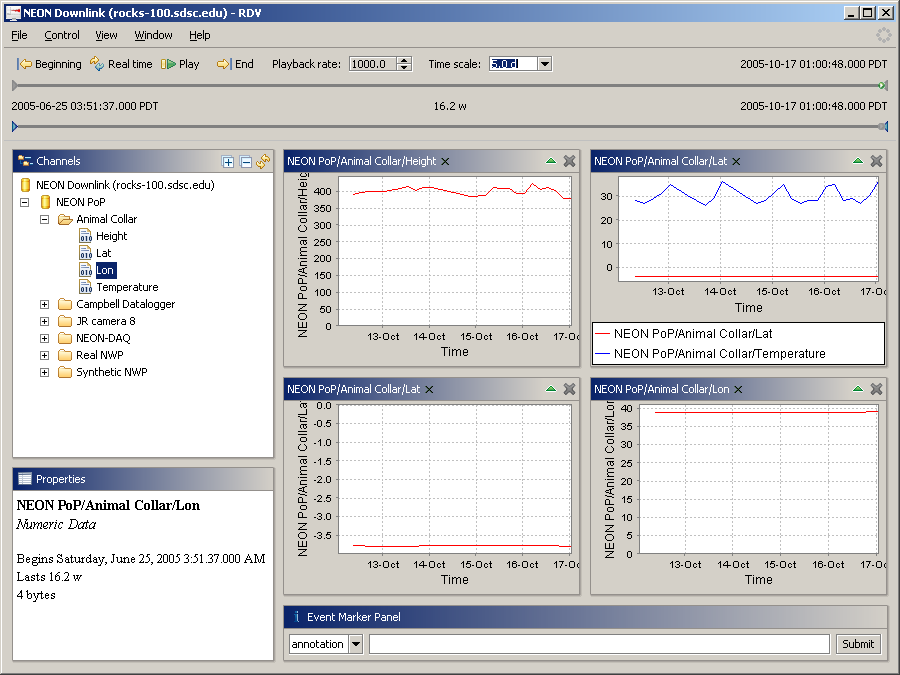 NEON Downlink (rocks-100.sdsc.edu) - RDV
File Control View Window Help
Beginning Real time Play End Playback rate: 1000.0 Time scale: 5.0 d 2005-10-17 01:00:48.000 PDT
2005-06-25 03:51:37.000 PDT 16.2 w 2005-10-17 01:00:48.000 PDT
Channels
NEON Downlink (rocks-100.sdsc.edu)
NEON PoP
Animal Collar
Height
Lat
Lon
Temperature
Campbell Datalogger
JR camera 8
NEON-DAQ
Real NWP
Synthetic NWP
Properties
NEON PoP/Animal Collar/Lon
Numeric Data
Begins Saturday, June 25, 2005 3:51.37.000 AM
Lasts 16.2 w
4 bytes
NEON PoP/Animal Collar/Height
NEON PoP/Animal Collar/Heig
400
350
300
250
200
150
100
50
0
13-Oct 14-Oct 15-Oct 16-Oct 17-Oc
Time
NEON PoP/Animal Collar/Lat
30
20
10
0
13-Oct 14-Oct 15-Oct 16-Oct 17-Oc
Time
NEON PoP/Animal Collar/Lat
NEON PoP/Animal Collar/Temperature
NEON PoP/Animal Collar/Lat
NEON PoP/Animal Collar/La
0.0
-0.5
-1.0
-1.5
-2.0
-2.5
-3.0
-3.5
13-Oct 14-Oct 15-Oct 16-Oct 17-Oc
Time
NEON PoP/Animal Collar/Lon
NEON PoP/Animal Collar/Lon
40
35
30
25
20
15
10
5
0
13-Oct 14-Oct 15-Oct 16-Oct 17-Oc
Time
Event Marker Panel
annotation Submit